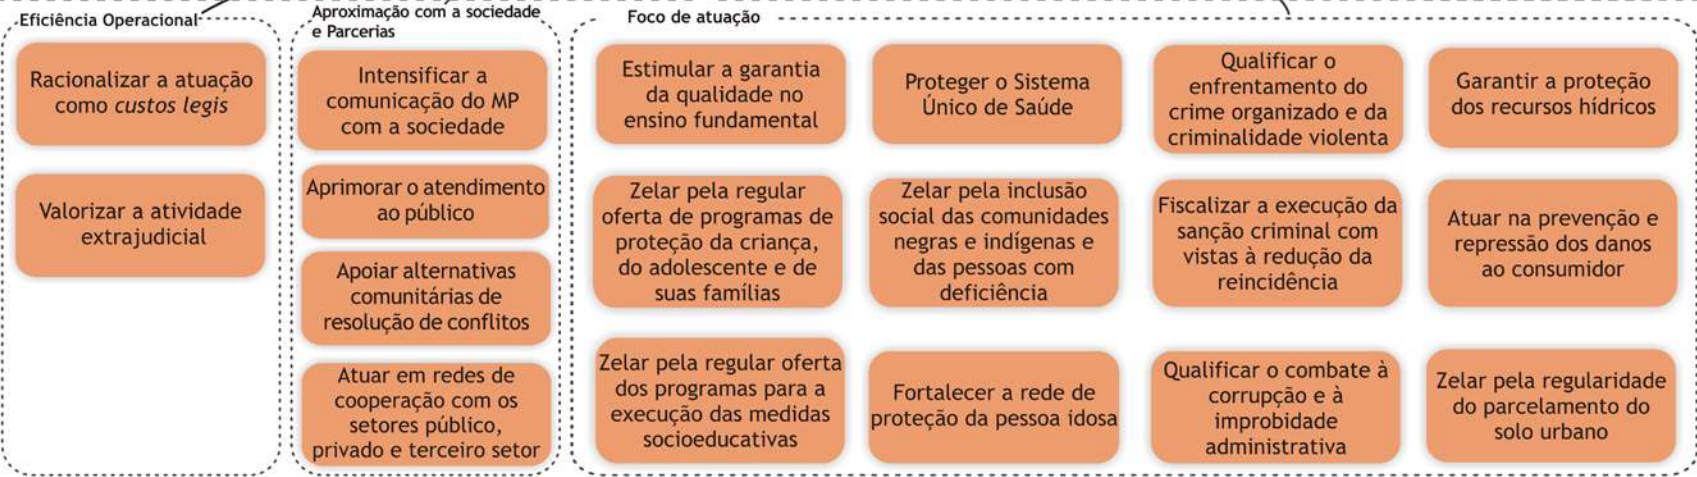 Eficiência Operacional
Racionalizar a atuação
como custos legis
Valorizar a atividade
extrajudicial
Aproximação com a sociedade
e Parcerias
Intensificar a
comunicação do MP
com a sociedade
Aprimorar o atendimento
ao público
Apoiar alternativas
comunitárias de
resolução de conflitos
Atuar em redes de
cooperação com os
setores público,
privado e terceiro setor
Foco de atuação
Estimular a garantia
da qualidade no
ensino fundamental
Proteger o Sistema
Único de Saúde
Qualificar o
enfrentamento do
crime organizado e da
criminalidade violenta
Garantir a proteção
dos recursos hídricos
Zelar pela regular
oferta de programas de
proteção da criança,
do adolescente e de
suas famílias
Zelar pela inclusão
social das comunidades
negras e indígenas e
das pessoas com
deficiência
Fiscalizar a execução da
sanção criminal com
vistas à redução da
reincidência
Atuar na prevenção e
repressão dos danos
ao consumidor
Zelar pela regular oferta
dos programas para a
execução das medidas
socioeducativas
Fortalecer a rede de
proteção da pessoa idosa
Qualificar o combate à
corrupção e à
improbidade
administrativa
Zelar pela regularidade
do parcelamento do
solo urbano